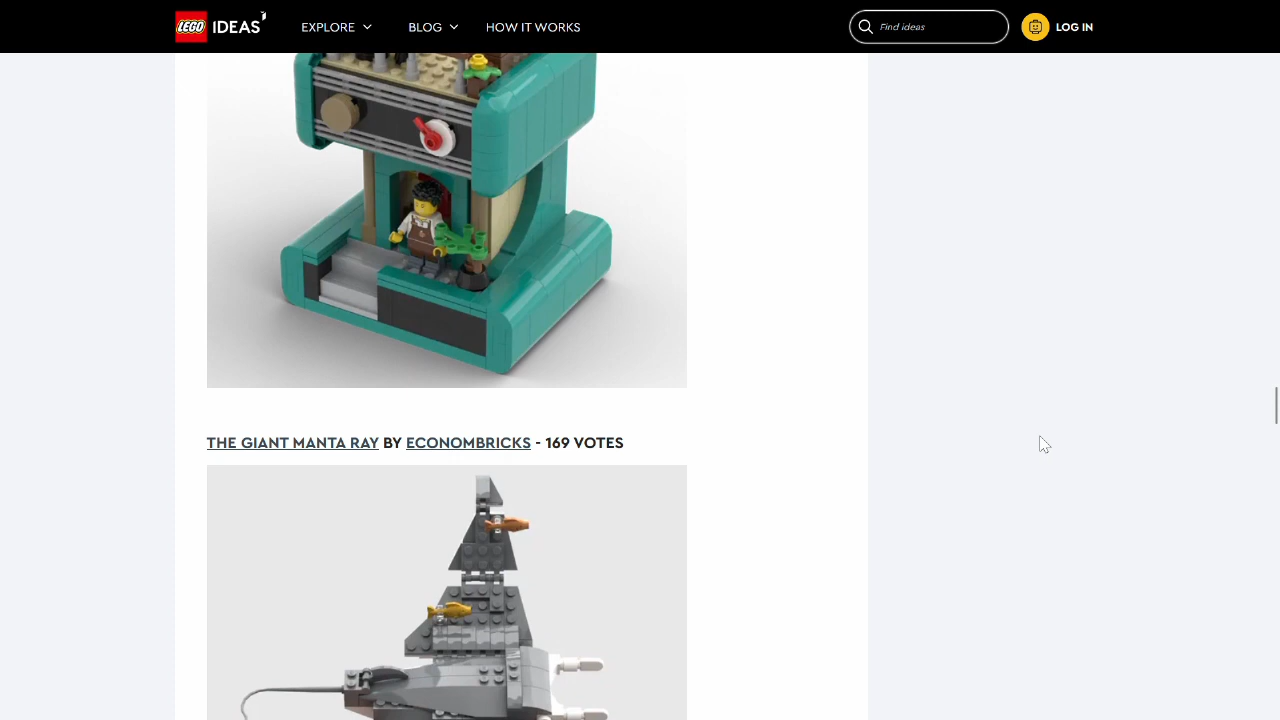 LEGO IDEAS EXPLORE BLOG HOW IT WORKS Find ideas LOG IN
THE GIANT MANTA RAY BY ECONOMBRICKS - 169 VOTES